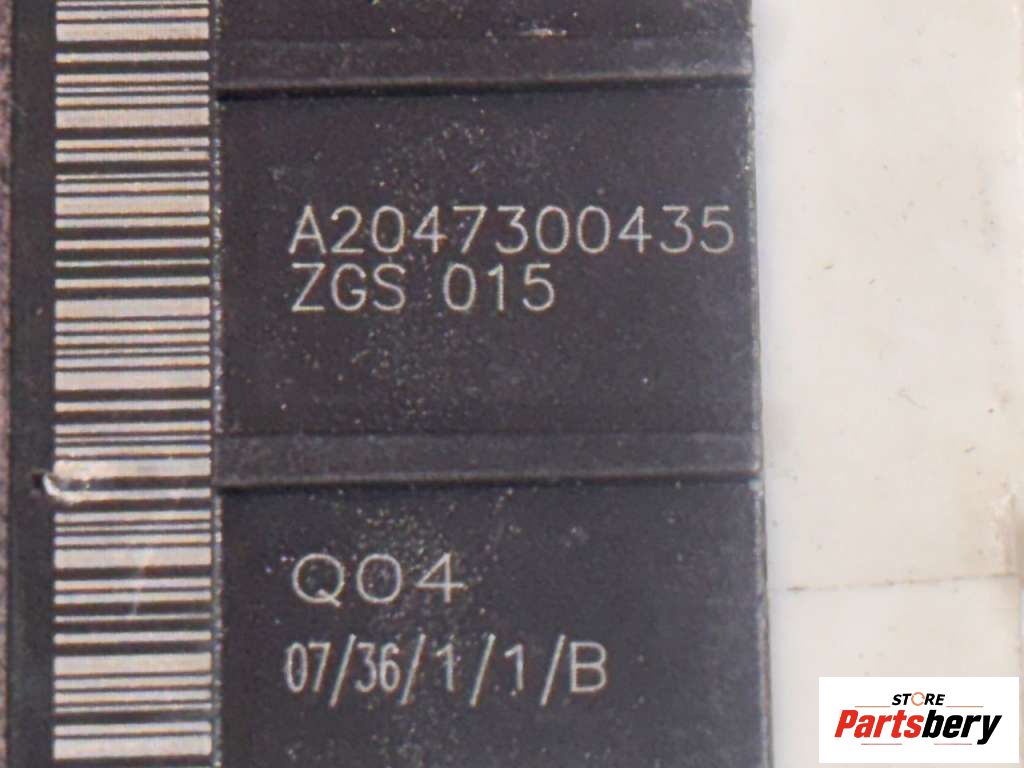 A2047300435
ZGS 015
Q04
07/36/1/1/B
STORE
Partsbery